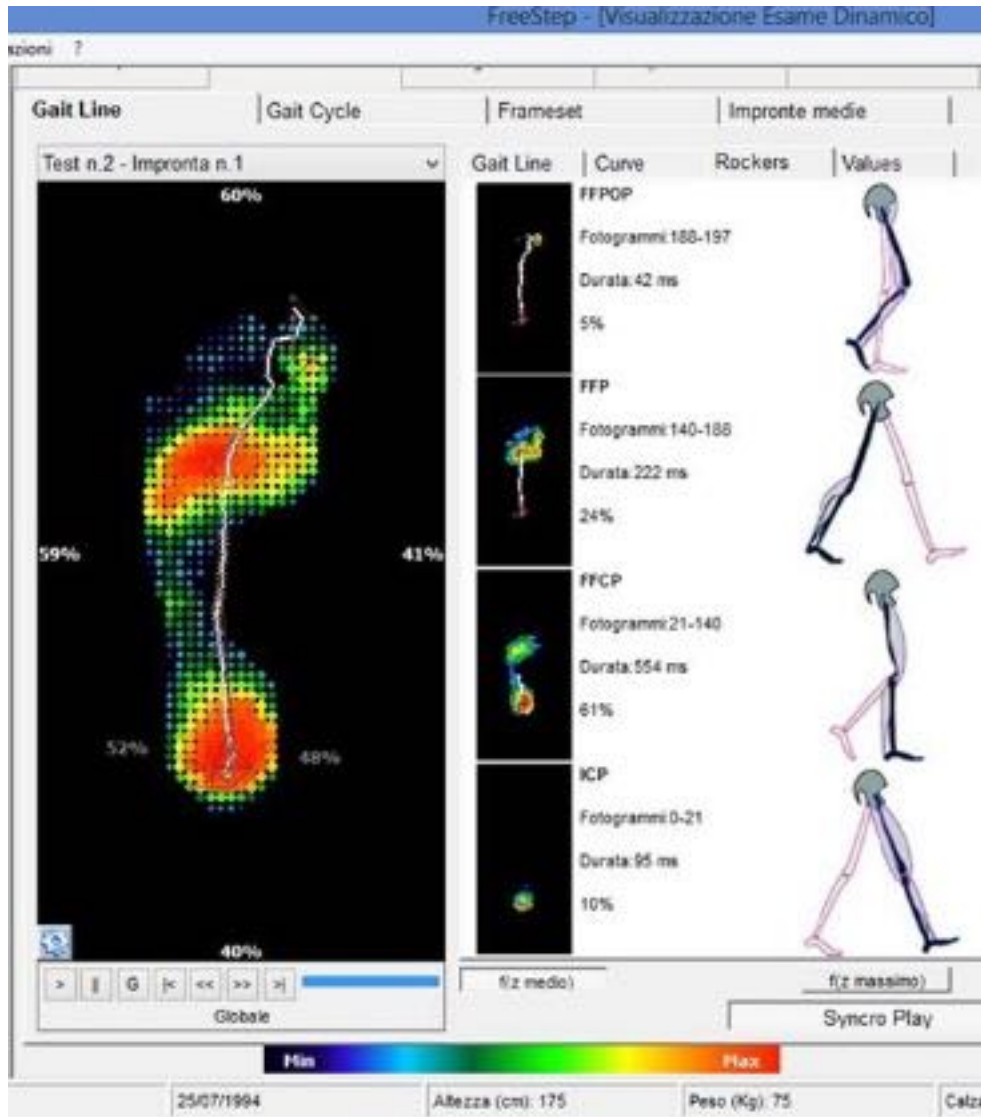 FreeStep - [Visualizzazione Esame Dinamico]
azioni ?
Gait Line
Gait Cycle
Frameset
Impronte medie
Test n.2 - Impronta n.1
60%
59%
41%
52%
48%
40%
> || G |< << >> >|
Globale
Gait Line
Curve
Rockers
Values
FFPOP
Fotogrammi:188-197
Durata:42 ms
5%
FFP
Fotogrammi:140-188
Durata:222 ms
24%
FFCP
Fotogrammi:21-140
Durata:554 ms
61%
ICP
Fotogrammi:0-21
Durata:95 ms
10%
f(z medio)
f(z massimo)
Syncro Play
Min
Max
25/07/1994
Altezza (cm): 175
Peso (Kg): 75
Calza